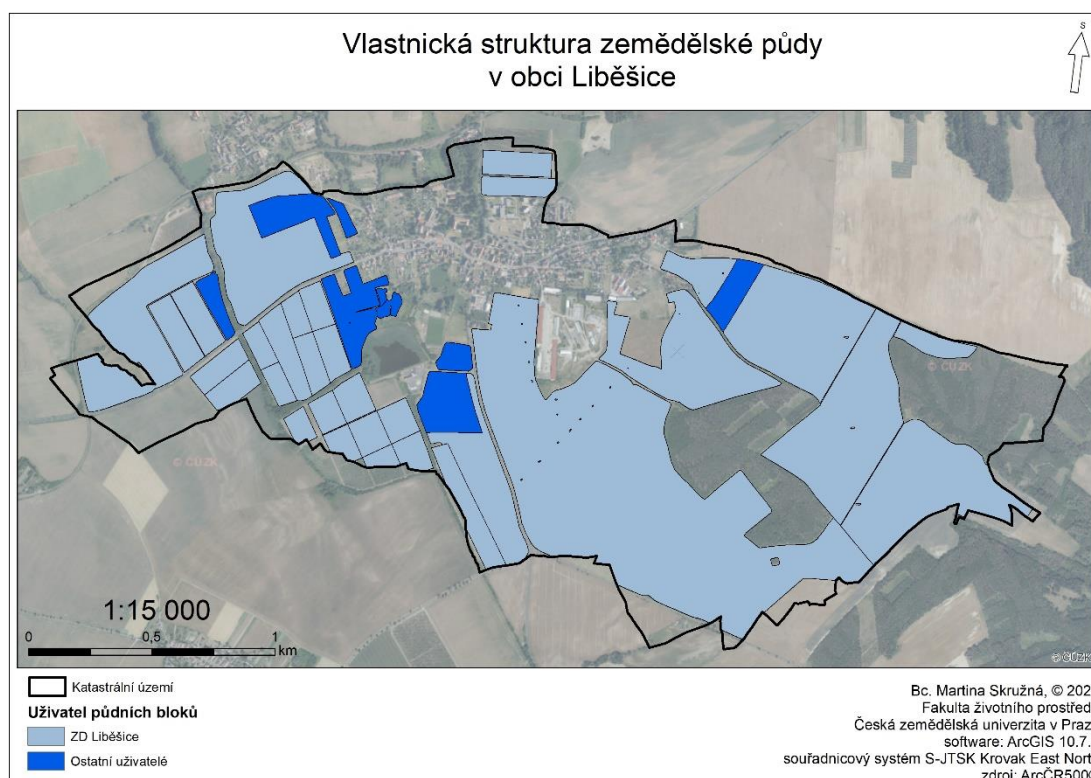 Vlastnická struktura zemědělské půdy
v obci Liběšice
S
© ČÚZK
© ČÚZK
1:15 000
0 0,5 1
km
© ČÚZK
Katastrální území
Uživatel půdních bloků
ZD Liběšice
Ostatní uživatelé
Bc. Martina Skružná, © 202
Fakulta životního prostřed
Česká zemědělská univerzita v Praz
software: ArcGIS 10.7.
souřadnicový systém S-JTSK Krovak East Nort
zdroj: ArcČR500